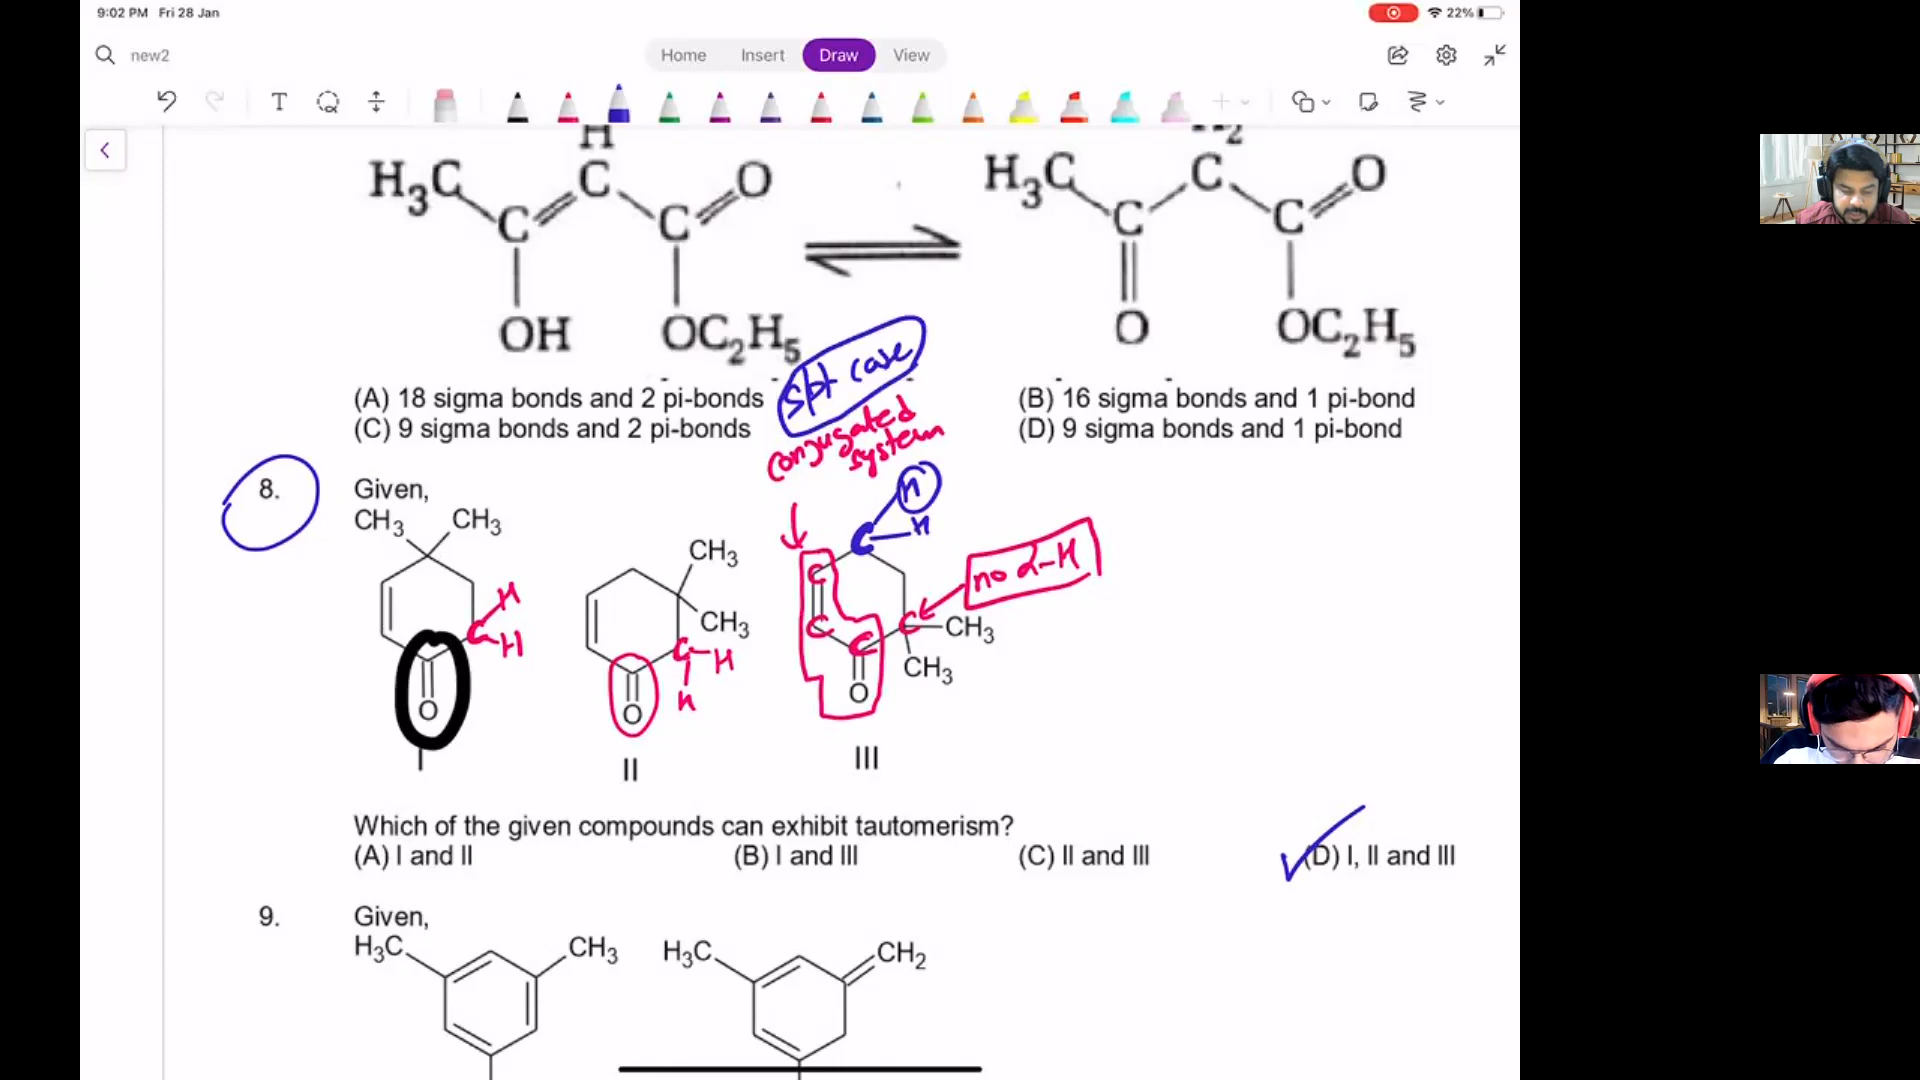 9:02 PM Fri 28 Jan
22%
new2
Home Insert Draw View
T
H
H₃C C O
C C
OH OC₂H₅
H₃C C O
C C
O OC₂H₅
spl case
(A) 18 sigma bonds and 2 pi-bonds
(B) 16 sigma bonds and 1 pi-bond
(C) 9 sigma bonds and 2 pi-bonds
(D) 9 sigma bonds and 1 pi-bond
conjugated
system
8. Given,
CH₃ CH₃
H
C H
O
I
CH₃
CH₃
C H
H
O
II
H
C H
C
C
C
C CH₃
CH₃
O
no α-H
III
Which of the given compounds can exhibit tautomerism?
(A) I and II (B) I and III (C) II and III (D) I, II and III
9. Given,
H₃C CH₃ H₃C CH₂